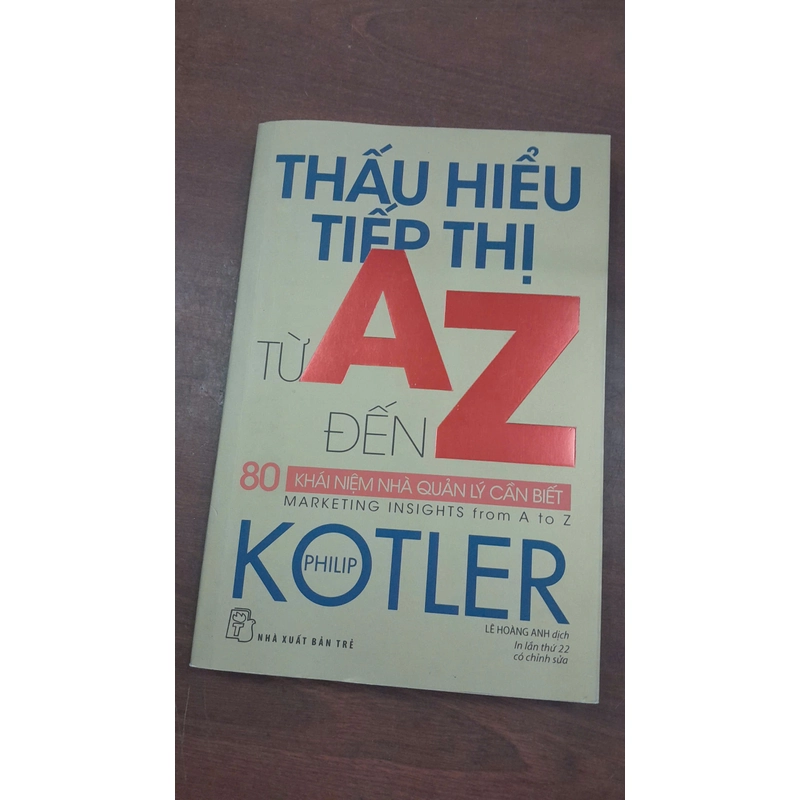 THẤU HIỂU
TIẾP THỊ
TỪ A
ĐẾN Z
80 KHÁI NIỆM NHÀ QUẢN LÝ CẦN BIẾT
MARKETING INSIGHTS from A to Z
PHILIP
KOTLER
LÊ HOÀNG ANH dịch
In lần thứ 22
có chỉnh sửa
NHÀ XUẤT BẢN TRẺ